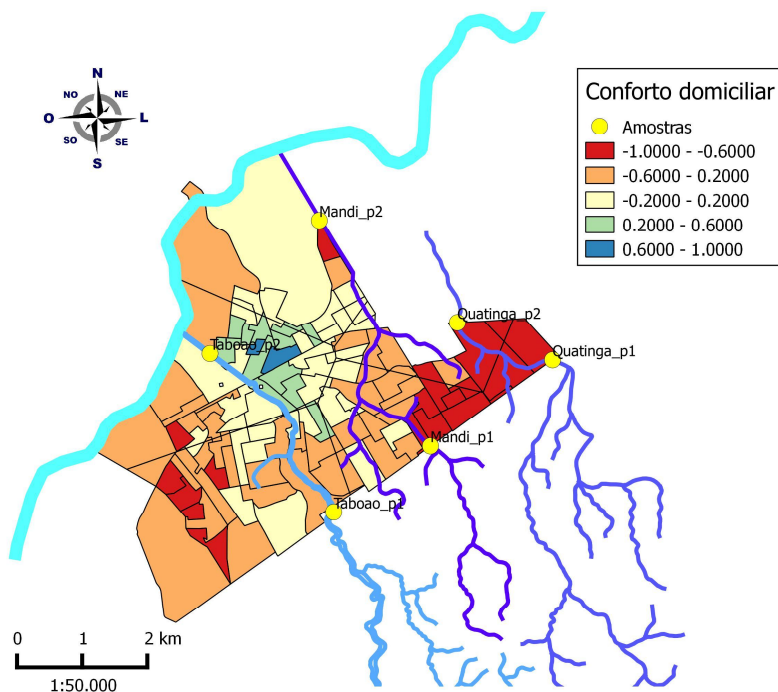 N
NO NE
O L
SO SE
S
Conforto domiciliar
Amostras
-1.0000 - -0.6000
-0.6000 - 0.2000
-0.2000 - 0.2000
0.2000 - 0.6000
0.6000 - 1.0000
Mandi_p2
Quatinga_p2
Taboao_p2
Quatinga_p1
Mandi_p1
Taboao_p1
0 1 2 km
1:50.000